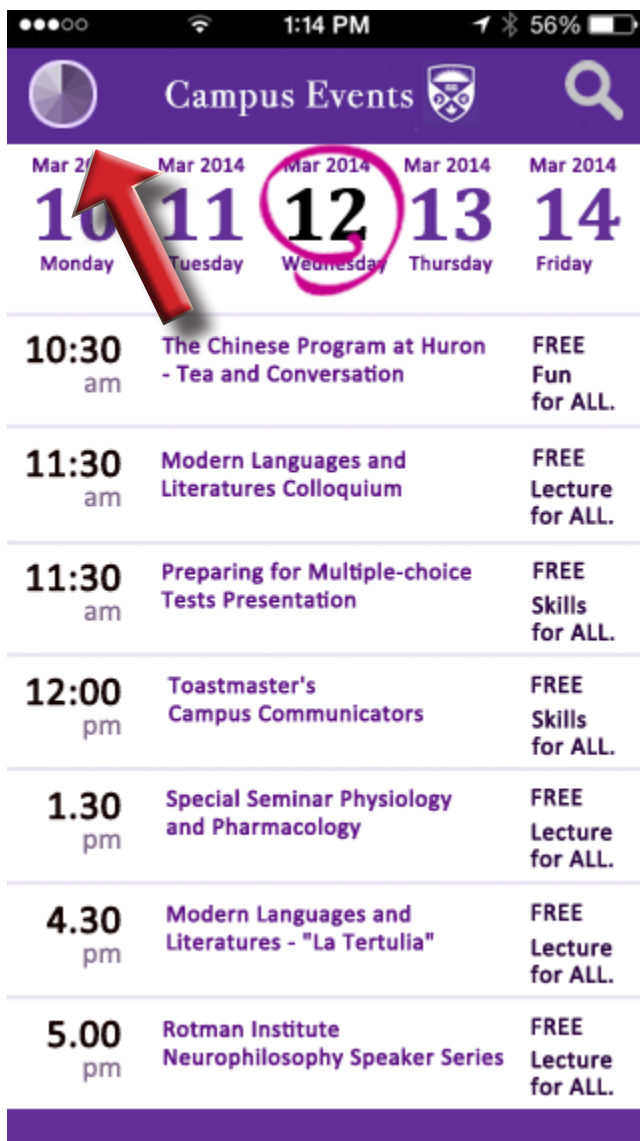 1:14 PM 56%
Campus Events
Mar 2014 Mar 2014 Mar 2014 Mar 2014
10 11 12 13 14
Monday Tuesday Wednesday Thursday Friday
10:30 The Chinese Program at Huron FREE
am - Tea and Conversation Fun
for ALL.
11:30 Modern Languages and FREE
am Literatures Colloquium Lecture
for ALL.
11:30 Preparing for Multiple-choice FREE
am Tests Presentation Skills
for ALL.
12:00 Toastmaster's FREE
pm Campus Communicators Skills
for ALL.
1.30 Special Seminar Physiology FREE
pm and Pharmacology Lecture
for ALL.
4.30 Modern Languages and FREE
pm Literatures - "La Tertulia" Lecture
for ALL.
5.00 Rotman Institute FREE
pm Neurophilosophy Speaker Series Lecture
for ALL.